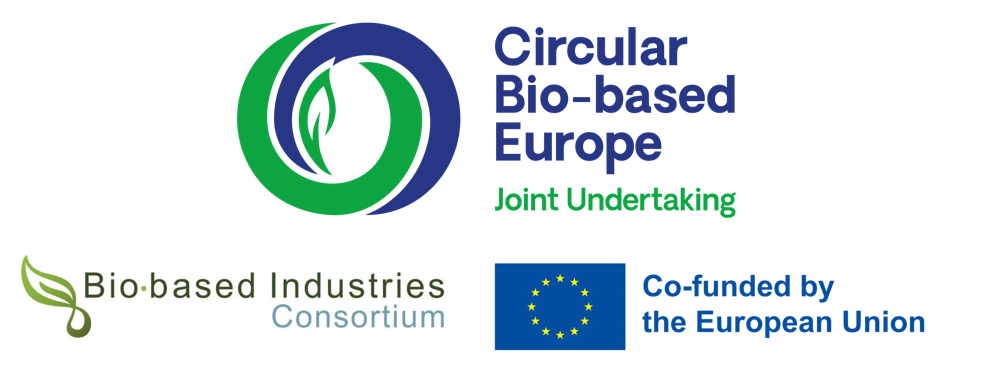 Circular
Bio-based
Europe
Joint Undertaking
Bio·based Industries
Consortium
Co-funded by
the European Union